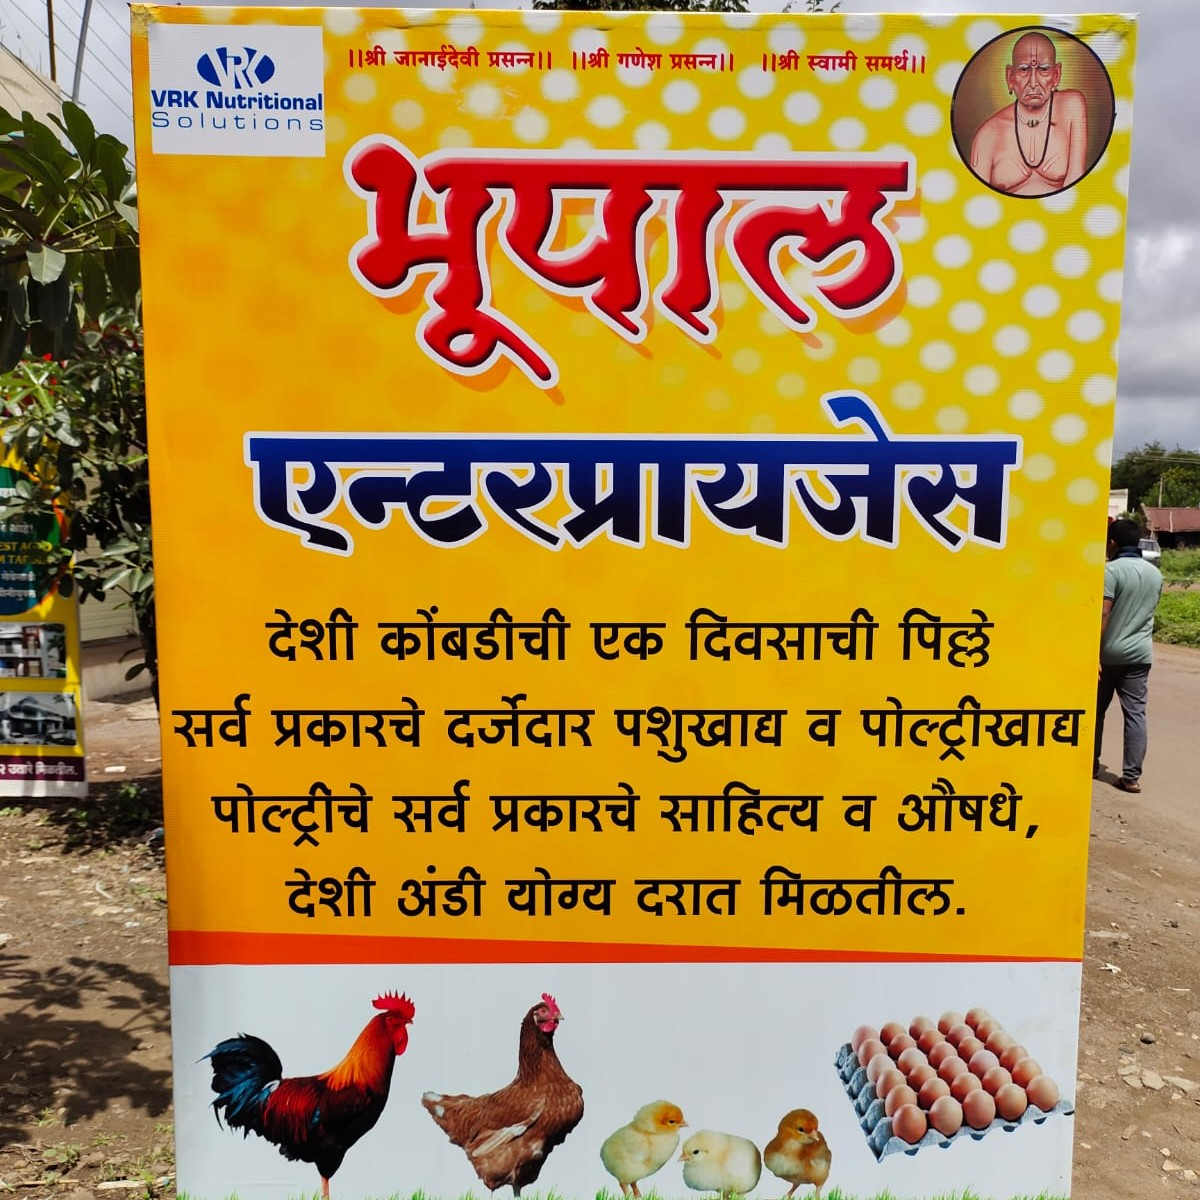 VRK
VRK Nutritional
Solutions
||श्री जानाईदेवी प्रसन्न|| ||श्री गणेश प्रसन्न|| ||श्री स्वामी समर्थ||
भूपाल
एन्टरप्रायजेस
देशी कोंबडीची एक दिवसाची पिल्ले
सर्व प्रकारचे दर्जेदार पशुखाद्य व पोल्ट्रीखाद्य
पोल्ट्रीचे सर्व प्रकारचे साहित्य व औषधे,
देशी अंडी योग्य दरात मिळतील.